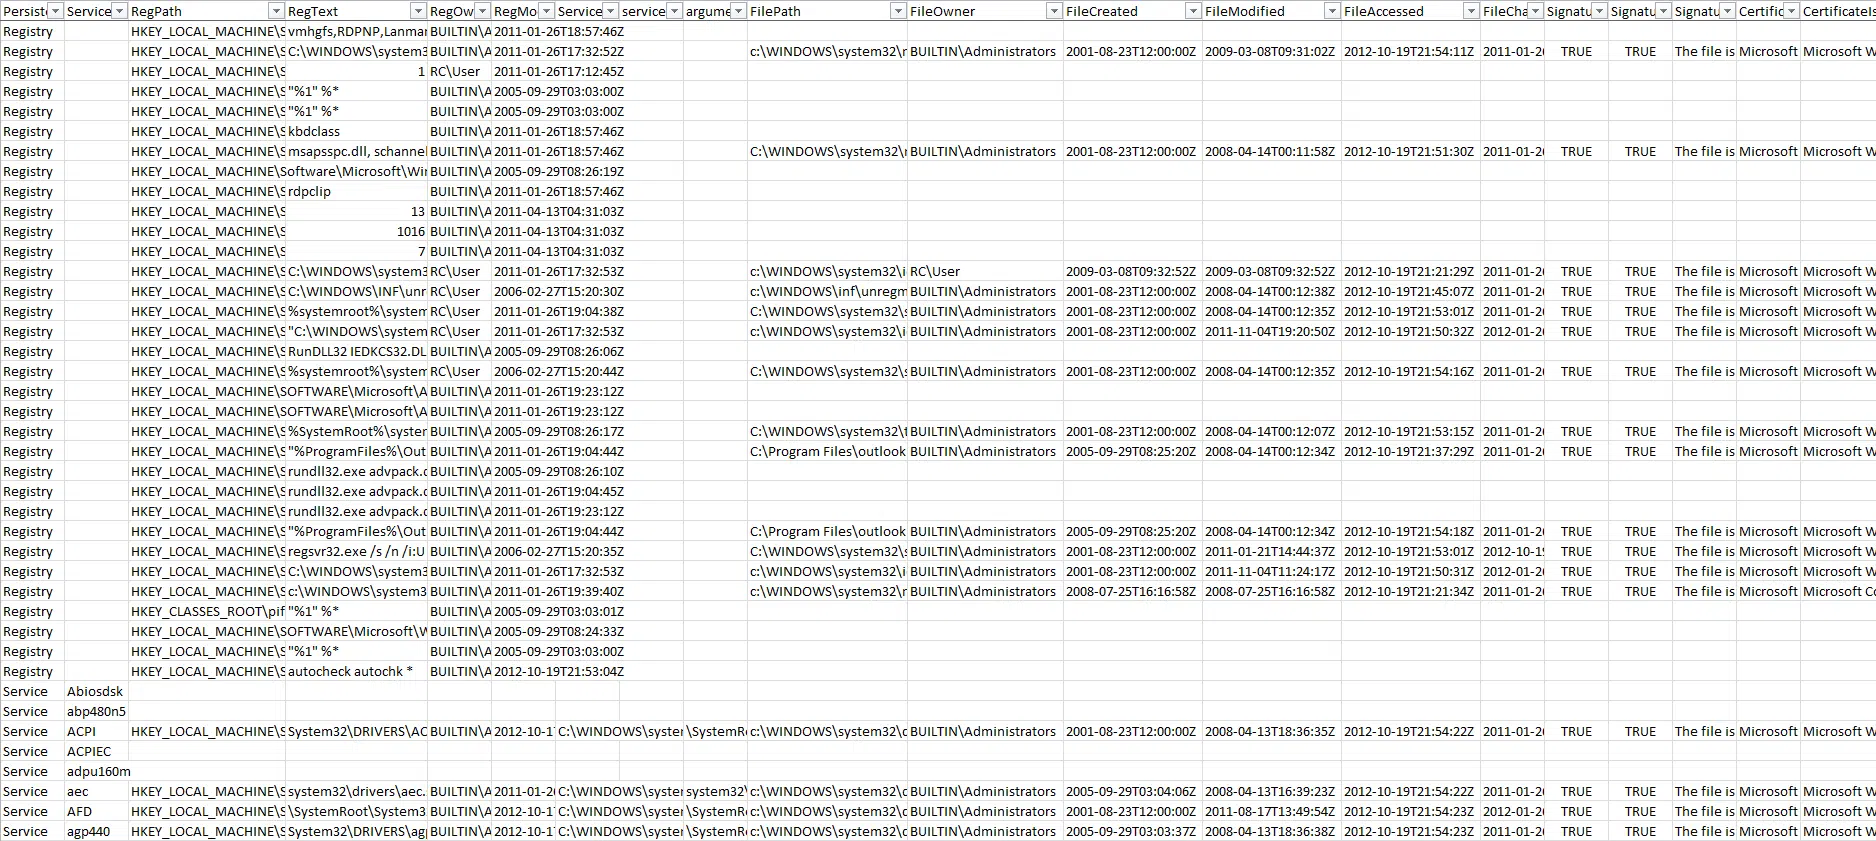 Persist Service RegPath RegText RegOw RegMo Service service argume FilePath FileOwner FileCreated FileModified FileAccessed FileCha Signatu Signatu Signatu Certific CertificateIs
Registry HKEY_LOCAL_MACHINE\S vmhgfs,RDPNP,Lanmar BUILTIN\A 2011-01-26T18:57:46Z
Registry HKEY_LOCAL_MACHINE\S C:\WINDOWS\system3 BUILTIN\A 2011-01-26T17:32:52Z c:\WINDOWS\system32\r BUILTIN\Administrators 2001-08-23T12:00:00Z 2009-03-08T09:31:02Z 2012-10-19T21:54:11Z 2011-01-26 TRUE TRUE The file is Microsoft Microsoft W
Registry HKEY_LOCAL_MACHINE\S 1 RC\User 2011-01-26T17:12:45Z
Registry HKEY_LOCAL_MACHINE\S "%1" %* BUILTIN\A 2005-09-29T03:03:00Z
Registry HKEY_LOCAL_MACHINE\S "%1" %* BUILTIN\A 2005-09-29T03:03:00Z
Registry HKEY_LOCAL_MACHINE\S kbdclass BUILTIN\A 2011-01-26T18:57:46Z
Registry HKEY_LOCAL_MACHINE\S msapsspc.dll, schannel BUILTIN\A 2011-01-26T18:57:46Z C:\WINDOWS\system32\r BUILTIN\Administrators 2001-08-23T12:00:00Z 2008-04-14T00:11:58Z 2012-10-19T21:51:30Z 2011-01-26 TRUE TRUE The file is Microsoft Microsoft W
Registry HKEY_LOCAL_MACHINE\Software\Microsoft\Wi BUILTIN\A 2005-09-29T08:26:19Z
Registry HKEY_LOCAL_MACHINE\S rdpclip BUILTIN\A 2011-01-26T18:57:46Z
Registry HKEY_LOCAL_MACHINE\S 13 BUILTIN\A 2011-04-13T04:31:03Z
Registry HKEY_LOCAL_MACHINE\S 1016 BUILTIN\A 2011-04-13T04:31:03Z
Registry HKEY_LOCAL_MACHINE\S 7 BUILTIN\A 2011-04-13T04:31:03Z
Registry HKEY_LOCAL_MACHINE\S C:\WINDOWS\system3 RC\User 2011-01-26T17:32:53Z c:\WINDOWS\system32\i RC\User 2009-03-08T09:32:52Z 2009-03-08T09:32:52Z 2012-10-19T21:21:29Z 2011-01-26 TRUE TRUE The file is Microsoft Microsoft W
Registry HKEY_LOCAL_MACHINE\S C:\WINDOWS\INF\unr RC\User 2006-02-27T15:20:30Z c:\WINDOWS\inf\unregm BUILTIN\Administrators 2001-08-23T12:00:00Z 2008-04-14T00:12:38Z 2012-10-19T21:45:07Z 2011-01-26 TRUE TRUE The file is Microsoft Microsoft W
Registry HKEY_LOCAL_MACHINE\S %systemroot%\system RC\User 2011-01-26T19:04:38Z c:\WINDOWS\system32\s BUILTIN\Administrators 2001-08-23T12:00:00Z 2008-04-14T00:12:35Z 2012-10-19T21:53:01Z 2011-01-26 TRUE TRUE The file is Microsoft Microsoft W
Registry HKEY_LOCAL_MACHINE\S "C:\WINDOWS\system RC\User 2011-01-26T17:32:53Z c:\WINDOWS\system32\i BUILTIN\Administrators 2001-08-23T12:00:00Z 2011-11-04T19:20:50Z 2012-10-19T21:50:32Z 2012-01-26 TRUE TRUE The file is Microsoft Microsoft W
Registry HKEY_LOCAL_MACHINE\S RunDLL32 IEDKCS32.DL BUILTIN\A 2005-09-29T08:26:06Z
Registry HKEY_LOCAL_MACHINE\S %systemroot%\system RC\User 2006-02-27T15:20:44Z C:\WINDOWS\system32\s BUILTIN\Administrators 2001-08-23T12:00:00Z 2008-04-14T00:12:35Z 2012-10-19T21:54:16Z 2011-01-26 TRUE TRUE The file is Microsoft Microsoft W
Registry HKEY_LOCAL_MACHINE\SOFTWARE\Microsoft\A BUILTIN\A 2011-01-26T19:23:12Z
Registry HKEY_LOCAL_MACHINE\SOFTWARE\Microsoft\A BUILTIN\A 2011-01-26T19:23:12Z
Registry HKEY_LOCAL_MACHINE\S %SystemRoot%\system BUILTIN\A 2005-09-29T08:26:17Z C:\WINDOWS\system32\t BUILTIN\Administrators 2001-08-23T12:00:00Z 2008-04-14T00:12:07Z 2012-10-19T21:53:15Z 2011-01-26 TRUE TRUE The file is Microsoft Microsoft W
Registry HKEY_LOCAL_MACHINE\S "%ProgramFiles%\Out BUILTIN\A 2011-01-26T19:04:44Z C:\Program Files\outlook BUILTIN\Administrators 2005-09-29T08:25:20Z 2008-04-14T00:12:34Z 2012-10-19T21:37:29Z 2011-01-26 TRUE TRUE The file is Microsoft Microsoft W
Registry HKEY_LOCAL_MACHINE\S rundll32.exe advpack.d BUILTIN\A 2005-09-29T08:26:10Z
Registry HKEY_LOCAL_MACHINE\S rundll32.exe advpack.d BUILTIN\A 2011-01-26T19:04:45Z
Registry HKEY_LOCAL_MACHINE\S rundll32.exe advpack.d BUILTIN\A 2011-01-26T19:23:12Z
Registry HKEY_LOCAL_MACHINE\S "%ProgramFiles%\Out BUILTIN\A 2011-01-26T19:04:44Z C:\Program Files\outlook BUILTIN\Administrators 2005-09-29T08:25:20Z 2008-04-14T00:12:34Z 2012-10-19T21:54:18Z 2011-01-26 TRUE TRUE The file is Microsoft Microsoft W
Registry HKEY_LOCAL_MACHINE\S regsvr32.exe /s /n /i:U BUILTIN\A 2006-02-27T15:20:35Z C:\WINDOWS\system32\s BUILTIN\Administrators 2001-08-23T12:00:00Z 2011-01-21T14:44:37Z 2012-10-19T21:53:01Z 2012-10-19 TRUE TRUE The file is Microsoft Microsoft W
Registry HKEY_LOCAL_MACHINE\S C:\WINDOWS\system3 BUILTIN\A 2011-01-26T17:32:53Z c:\WINDOWS\system32\i BUILTIN\Administrators 2001-08-23T12:00:00Z 2011-11-04T11:24:17Z 2012-10-19T21:50:31Z 2012-01-26 TRUE TRUE The file is Microsoft Microsoft W
Registry HKEY_LOCAL_MACHINE\S c:\WINDOWS\system3 BUILTIN\A 2011-01-26T19:39:40Z c:\WINDOWS\system32\r BUILTIN\Administrators 2008-07-25T16:16:58Z 2008-07-25T16:16:58Z 2012-10-19T21:21:34Z 2011-01-26 TRUE TRUE The file is Microsoft Microsoft Co
Registry HKEY_CLASSES_ROOT\pif "%1" %* BUILTIN\A 2005-09-29T03:03:01Z
Registry HKEY_LOCAL_MACHINE\SOFTWARE\Microsoft\W BUILTIN\A 2005-09-29T08:24:33Z
Registry HKEY_LOCAL_MACHINE\S "%1" %* BUILTIN\A 2005-09-29T03:03:00Z
Registry HKEY_LOCAL_MACHINE\S autocheck autochk * BUILTIN\A 2012-10-19T21:53:04Z
Service Abiosdsk
Service abp480n5
Service ACPI HKEY_LOCAL_MACHINE\S System32\DRIVERS\AC BUILTIN\A 2012-10-1 C:\WINDOWS\syster \SystemR c:\WINDOWS\system32\d BUILTIN\Administrators 2001-08-23T12:00:00Z 2008-04-13T18:36:35Z 2012-10-19T21:54:22Z 2011-01-26 TRUE TRUE The file is Microsoft Microsoft W
Service ACPIEC
Service adpu160m
Service aec HKEY_LOCAL_MACHINE\S system32\drivers\aec. BUILTIN\A 2011-01-26 C:\WINDOWS\syster system32\ c:\WINDOWS\system32\d BUILTIN\Administrators 2005-09-29T03:04:06Z 2008-04-13T16:39:23Z 2012-10-19T21:54:22Z 2011-01-26 TRUE TRUE The file is Microsoft Microsoft W
Service AFD HKEY_LOCAL_MACHINE\S \SystemRoot\System3 BUILTIN\A 2012-10-1 C:\WINDOWS\syster \SystemR c:\WINDOWS\system32\d BUILTIN\Administrators 2001-08-23T12:00:00Z 2011-08-17T13:49:54Z 2012-10-19T21:54:23Z 2012-01-26 TRUE TRUE The file is Microsoft Microsoft W
Service agp440 HKEY_LOCAL_MACHINE\S System32\DRIVERS\agp BUILTIN\A 2012-10-1 C:\WINDOWS\syster \SystemR c:\WINDOWS\system32\d BUILTIN\Administrators 2005-09-29T03:03:37Z 2008-04-13T18:36:38Z 2012-10-19T21:54:23Z 2011-01-26 TRUE TRUE The file is Microsoft Microsoft W